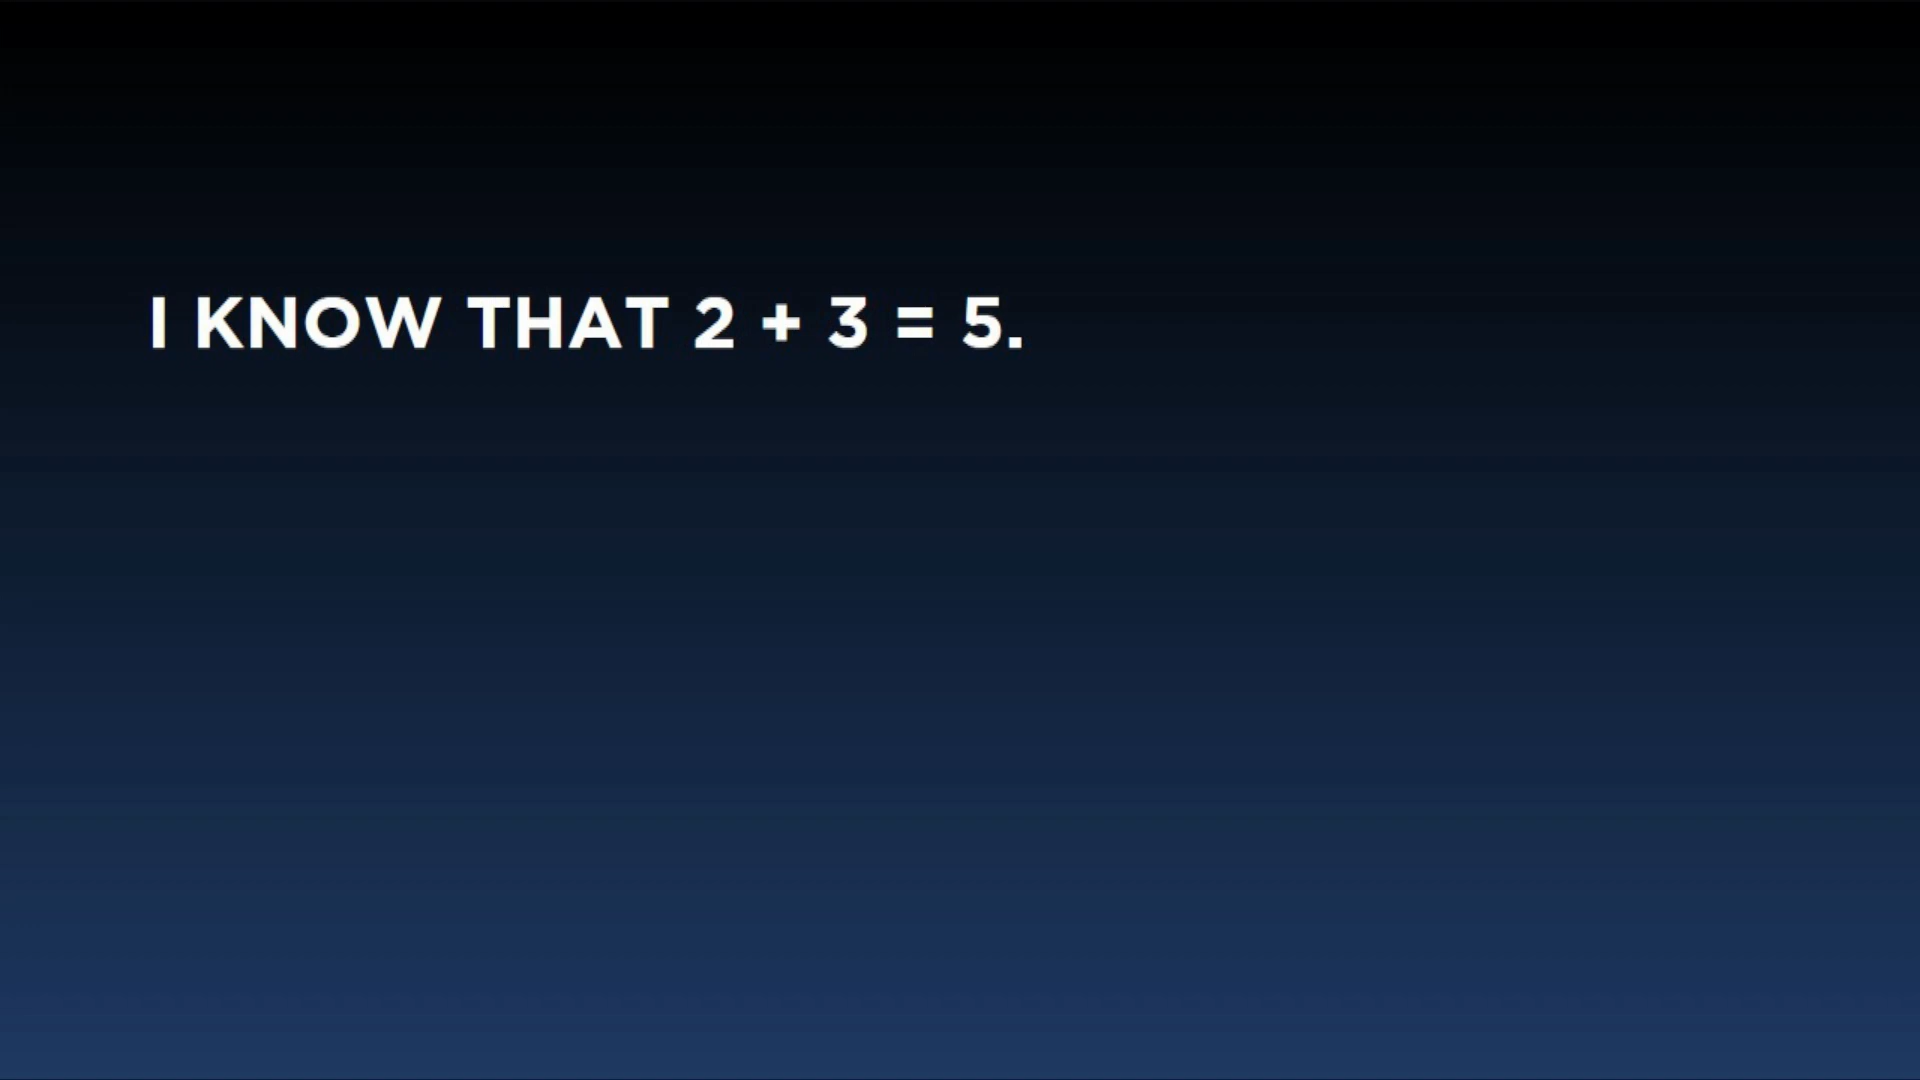 I KNOW THAT 2 + 3 = 5.